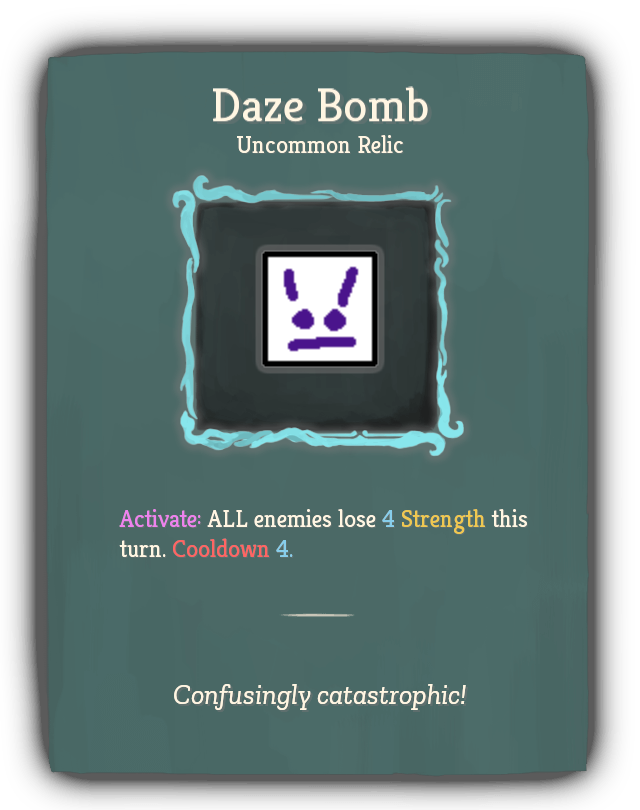 Daze Bomb
Uncommon Relic
Activate: ALL enemies lose 4 Strength this
turn. Cooldown 4.
Confusingly catastrophic!